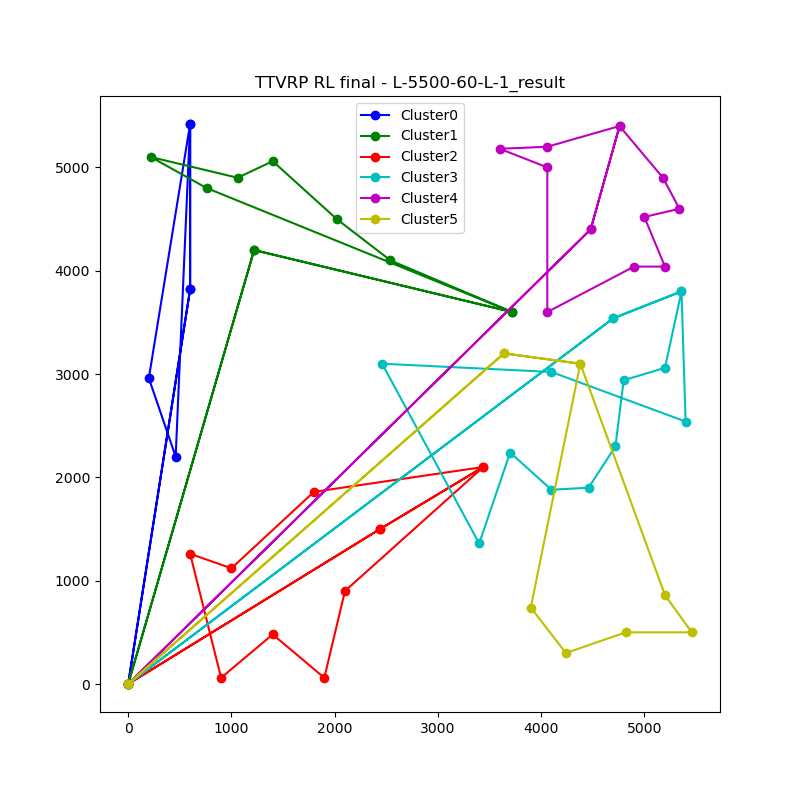 TTVRP RL final - L-5500-60-L-1_result
Cluster0
Cluster1
Cluster2
Cluster3
Cluster4
Cluster5
5000
4000
3000
2000
1000
0
0 1000 2000 3000 4000 5000